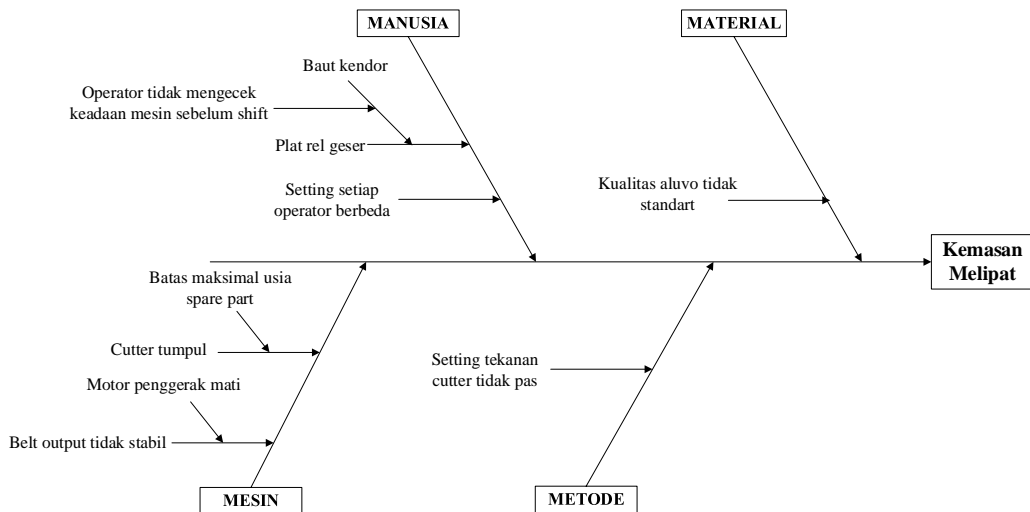 MANUSIA
MATERIAL
Baut kendor
Operator tidak mengecek
keadaan mesin sebelum shift
Plat rel geser
Setting setiap
operator berbeda
Kualitas aluvo tidak
standart
Kemasan
Melipat
Batas maksimal usia
spare part
Cutter tumpul
Motor penggerak mati
Belt output tidak stabil
Setting tekanan
cutter tidak pas
MESIN
METODE